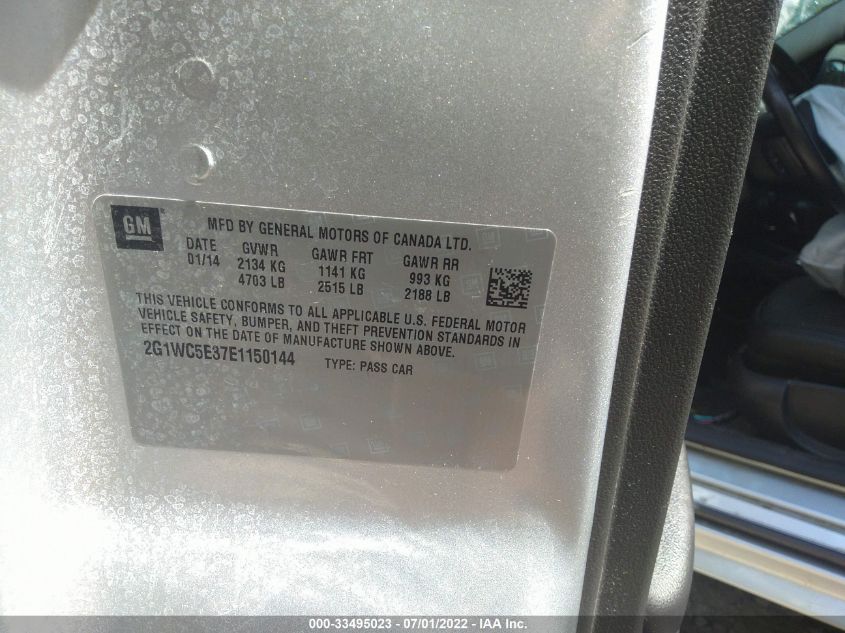 GM
MFD BY GENERAL MOTORS OF CANADA LTD.
DATE GVWR GAWR FRT GAWR RR
01/14 2134 KG 1141 KG 993 KG
4703 LB 2515 LB 2188 LB
THIS VEHICLE CONFORMS TO ALL APPLICABLE U.S. FEDERAL MOTOR
VEHICLE SAFETY, BUMPER, AND THEFT PREVENTION STANDARDS IN
EFFECT ON THE DATE OF MANUFACTURE SHOWN ABOVE.
2G1WC5E37E1150144 TYPE: PASS CAR
000-33495023 - 07/01/2022 - IAA Inc.